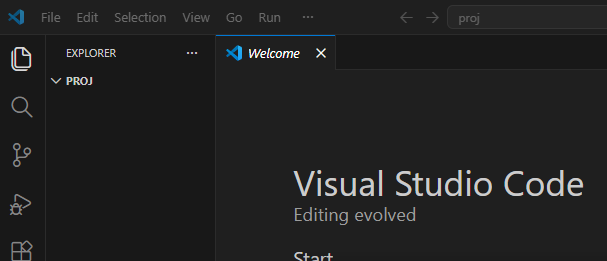 File Edit Selection View Go Run ···
proj
EXPLORER ···
Welcome
PROJ
Visual Studio Code
Editing evolved
Start